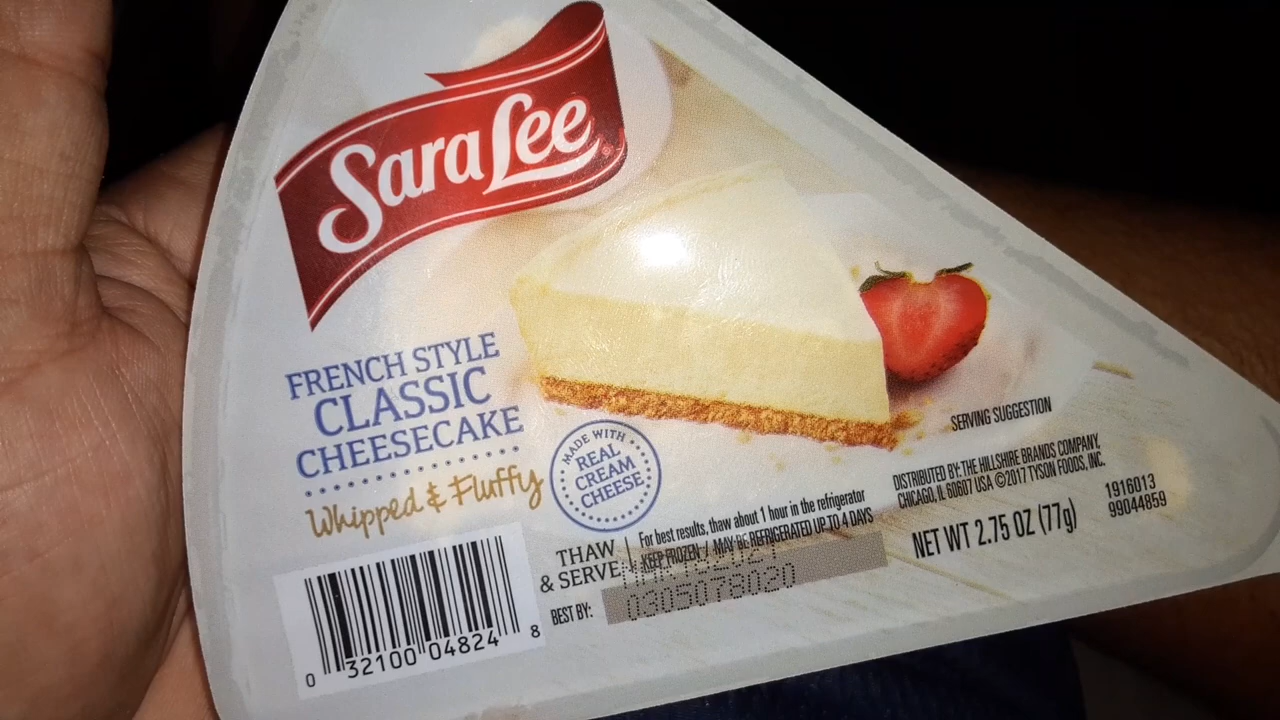 Sara Lee®
FRENCH STYLE
CLASSIC
CHEESECAKE
Whipped & Fluffy
MADE WITH
REAL
CREAM
CHEESE
SERVING SUGGESTION
DISTRIBUTED BY: THE HILLSHIRE BRANDS COMPANY,
CHICAGO, IL 60607 USA ©2017 TYSON FOODS, INC.
NET WT 2.75 OZ (77g)
1916013
99044859
THAW
& SERVE
For best results, thaw about 1 hour in the refrigerator
KEEP FROZEN / MAY BE REFRIGERATED UP TO 4 DAYS
BEST BY:
2021
0305078020
0 32100 04824 8